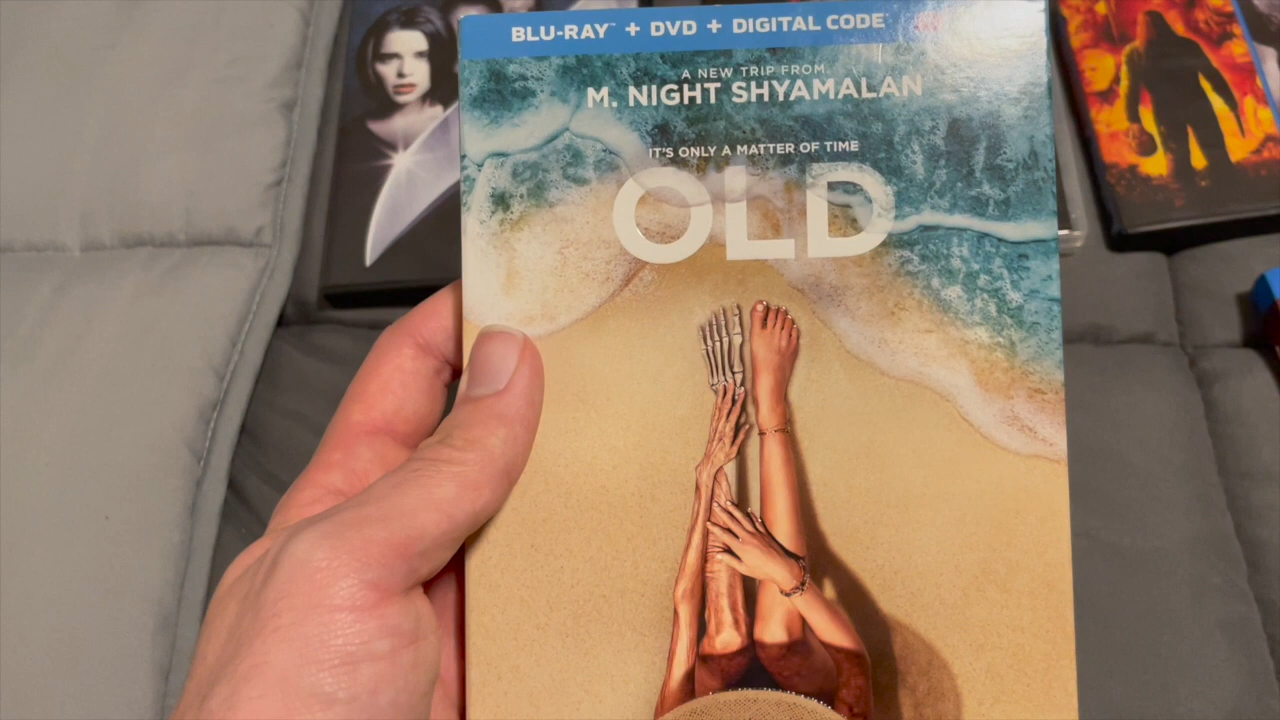 BLU-RAY™ + DVD + DIGITAL CODE
A NEW TRIP FROM
M. NIGHT SHYAMALAN
IT'S ONLY A MATTER OF TIME
OLD